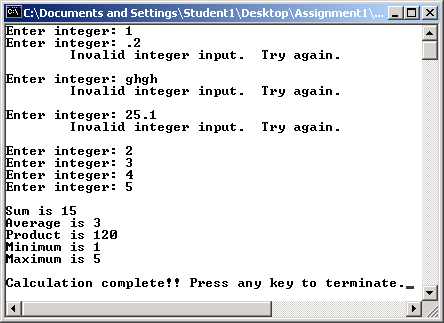 C:\Documents and Settings\Student1\Desktop\Assignment1\...
Enter integer: 1
Enter integer: .2
Invalid integer input.  Try again.
Enter integer: ghgh
Invalid integer input.  Try again.
Enter integer: 25.1
Invalid integer input.  Try again.
Enter integer: 2
Enter integer: 3
Enter integer: 4
Enter integer: 5
Sum is 15
Average is 3
Product is 120
Minimum is 1
Maximum is 5
Calculation complete!! Press any key to terminate._